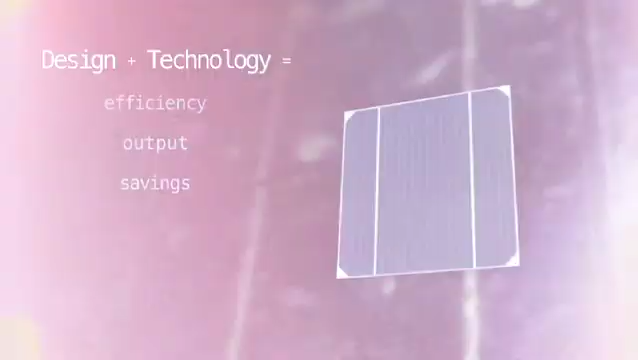 Design + Technology =
efficiency
output
savings